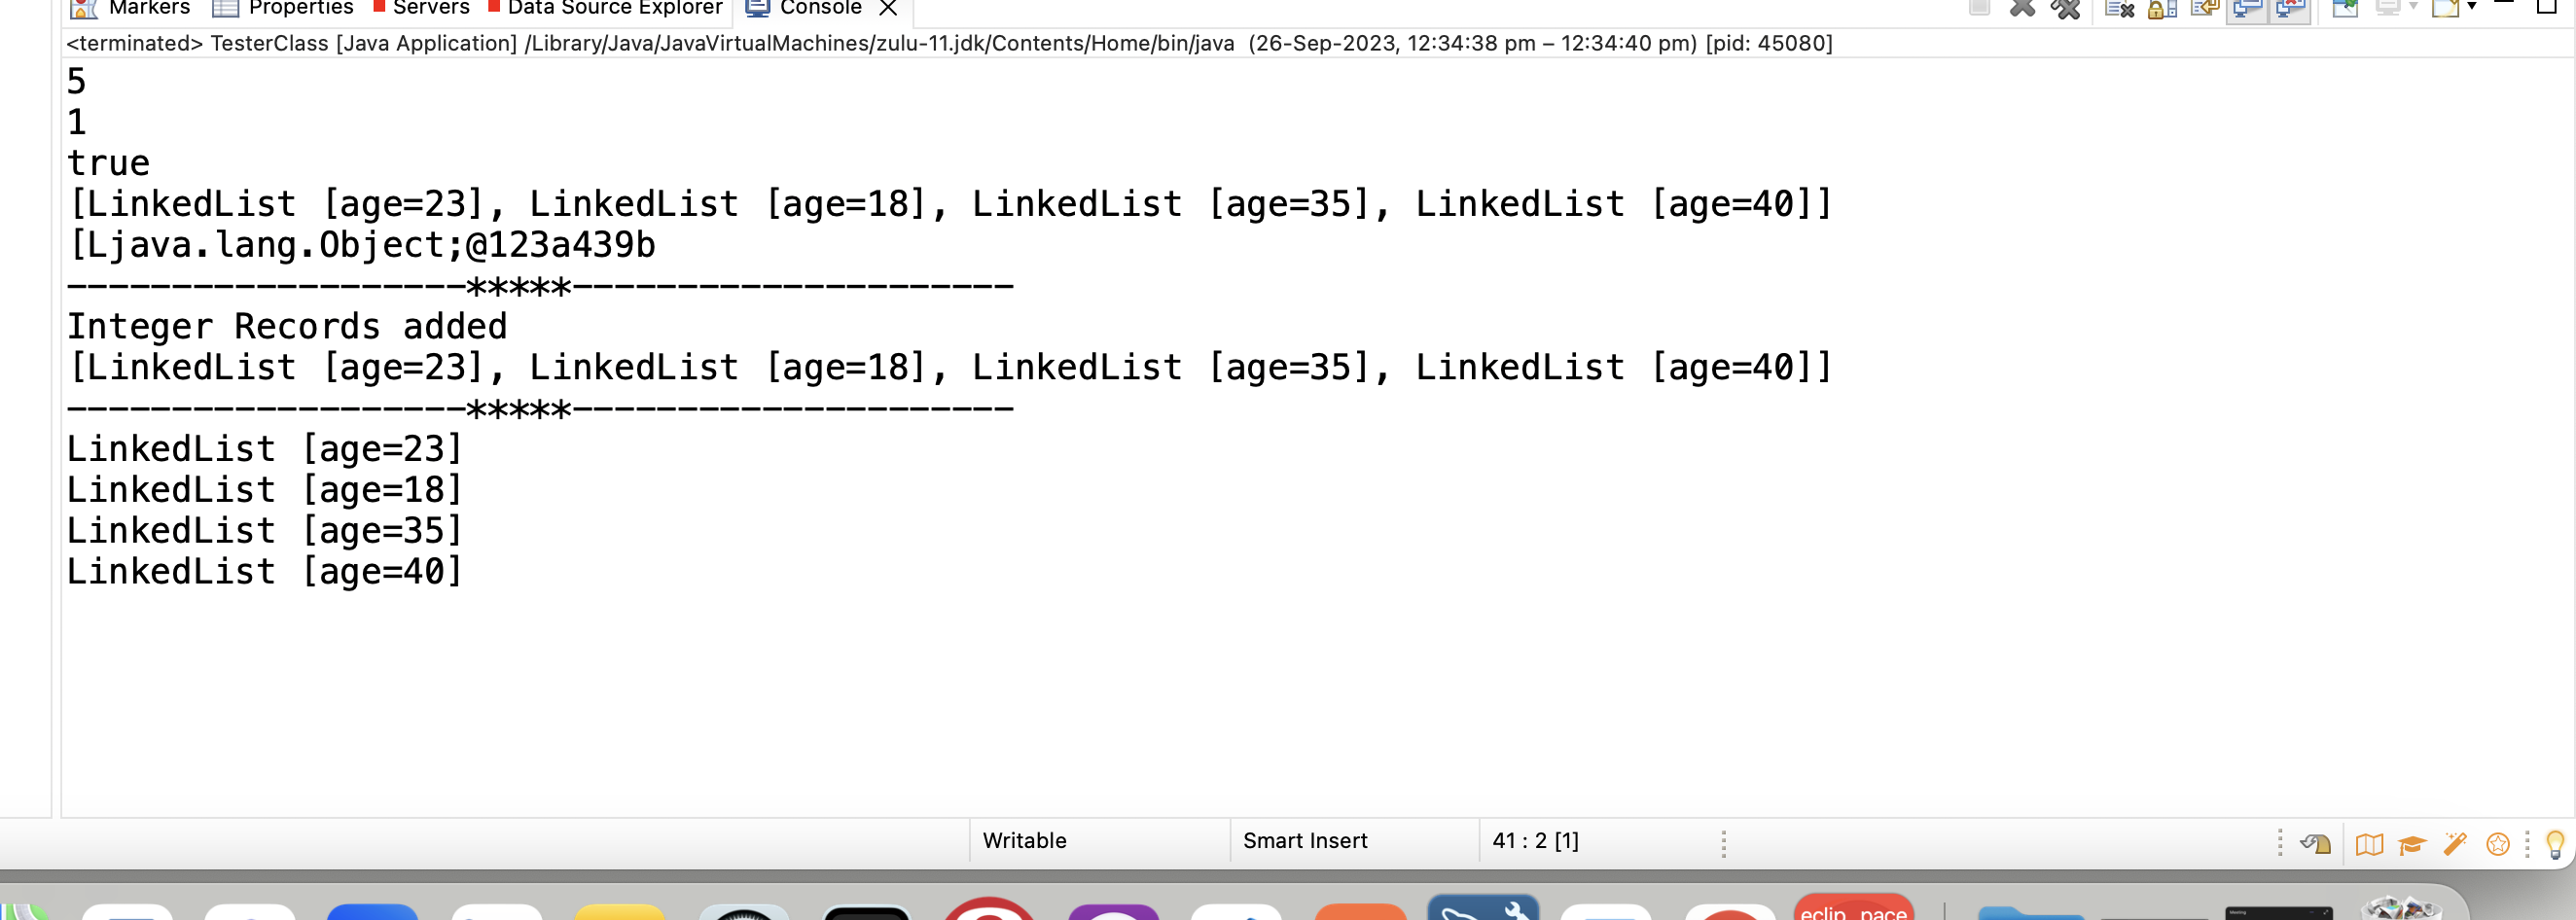 Markers Properties Servers Data Source Explorer Console
<terminated> TesterClass [Java Application] /Library/Java/JavaVirtualMachines/zulu-11.jdk/Contents/Home/bin/java (26-Sep-2023, 12:34:38 pm – 12:34:40 pm) [pid: 45080]
5
1
true
[LinkedList [age=23], LinkedList [age=18], LinkedList [age=35], LinkedList [age=40]]
[Ljava.lang.Object;@123a439b
-------------------*****---------------------
Integer Records added
[LinkedList [age=23], LinkedList [age=18], LinkedList [age=35], LinkedList [age=40]]
-------------------*****---------------------
LinkedList [age=23]
LinkedList [age=18]
LinkedList [age=35]
LinkedList [age=40]
Writable Smart Insert 41 : 2 [1]